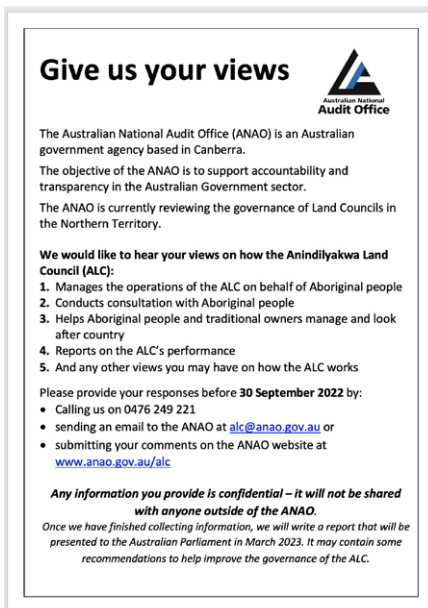 Give us your views
Australian National
Audit Office
The Australian National Audit Office (ANAO) is an Australian
government agency based in Canberra.
The objective of the ANAO is to support accountability and
transparency in the Australian Government sector.
The ANAO is currently reviewing the governance of Land Councils in
the Northern Territory.
We would like to hear your views on how the Anindilyakwa Land
Council (ALC):
1. Manages the operations of the ALC on behalf of Aboriginal people
2. Conducts consultation with Aboriginal people
3. Helps Aboriginal people and traditional owners manage and look
after country
4. Reports on the ALC's performance
5. And any other views you may have on how the ALC works
Please provide your responses before 30 September 2022 by:
• Calling us on 0476 249 221
• sending an email to the ANAO at alc@anao.gov.au or
• submitting your comments on the ANAO website at
www.anao.gov.au/alc
Any information you provide is confidential – it will not be shared
with anyone outside of the ANAO.
Once we have finished collecting information, we will write a report that will be
presented to the Australian Parliament in March 2023. It may contain some
recommendations to help improve the governance of the ALC.